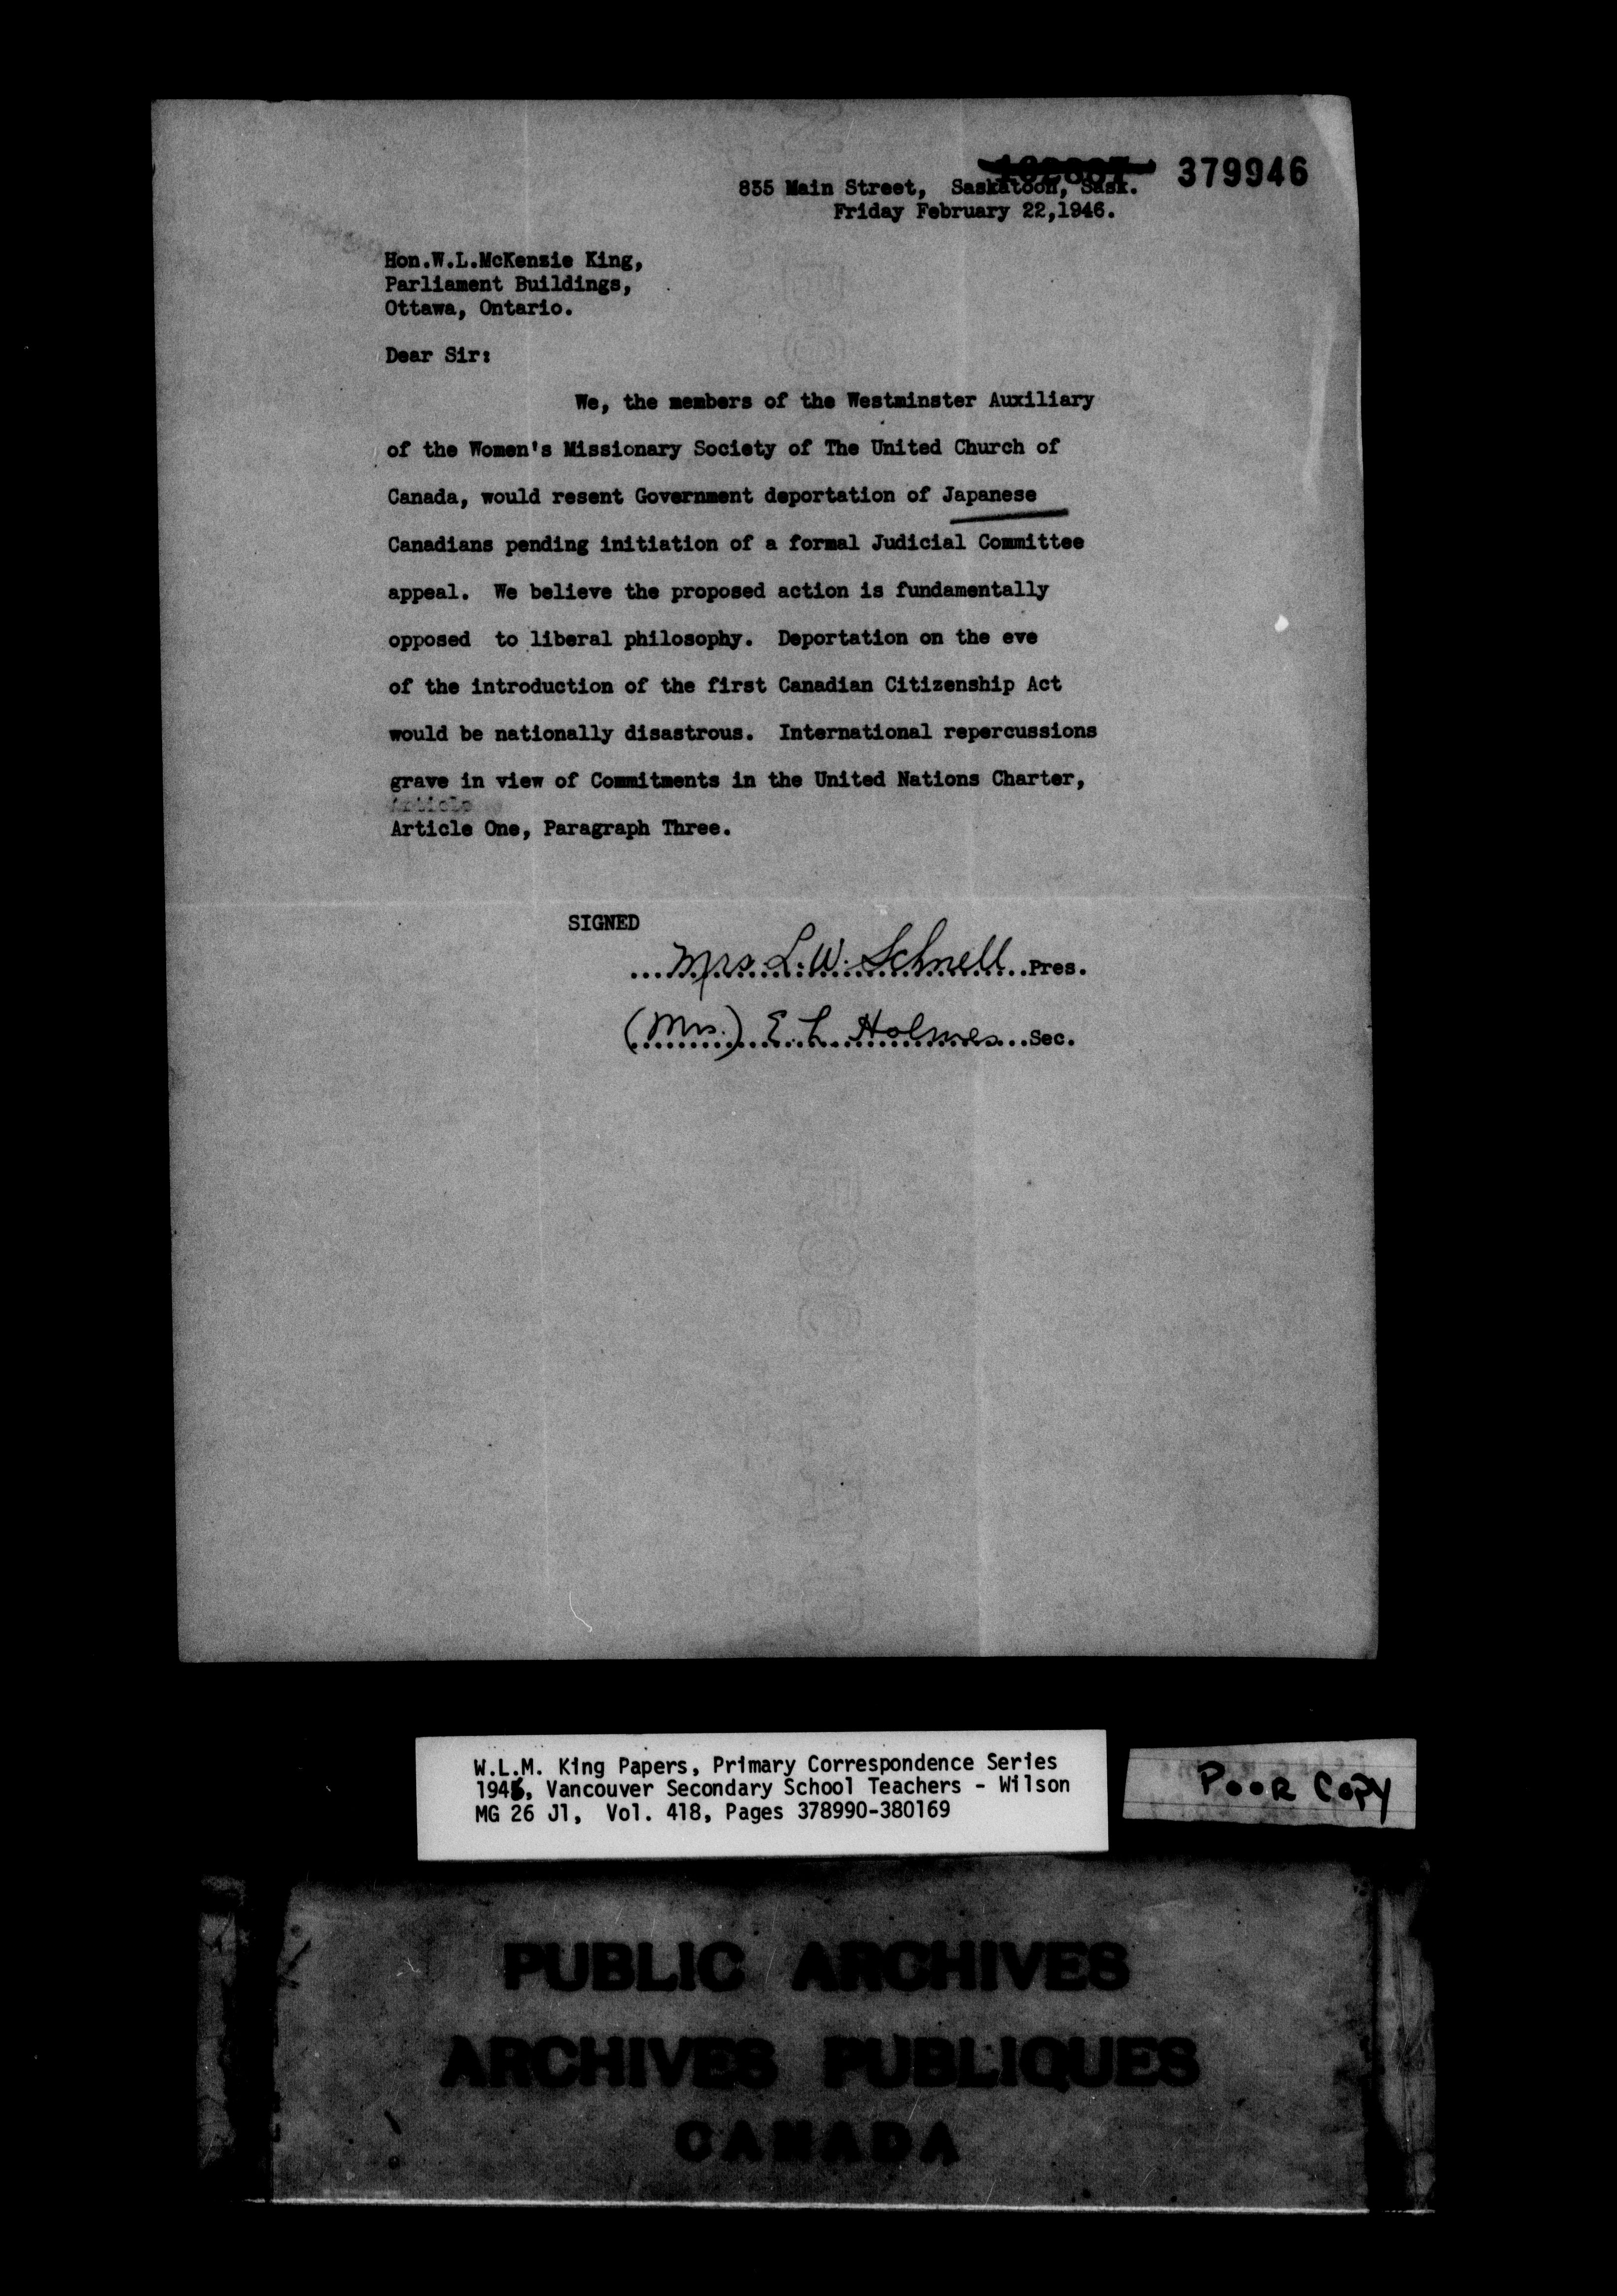 379946
835 Main Street, Saskatoon, Sask.
Friday February 22,1946.
Hon.W.L.McKenzie King,
Parliament Buildings,
Ottawa, Ontario.
Dear Sir:
We, the members of the Westminster Auxiliary
of the Women's Missionary Society of The United Church of
Canada, would resent Government deportation of Japanese
Canadians pending initiation of a formal Judicial Committee
appeal. We believe the proposed action is fundamentally
opposed to liberal philosophy. Deportation on the eve
of the introduction of the first Canadian Citizenship Act
would be nationally disastrous. International repercussions
grave in view of Commitments in the United Nations Charter,
Article
Article One, Paragraph Three.
SIGNED
...Mrs. L. W. Schnell...Pres.
(Mrs.) E. L. Holmes...Sec.
W.L.M. King Papers, Primary Correspondence Series
1946, Vancouver Secondary School Teachers - Wilson
MG 26 J1, Vol. 418, Pages 378990-380169
POOR COPY
PUBLIC ARCHIVES
ARCHIVES PUBLIQUES
CANADA